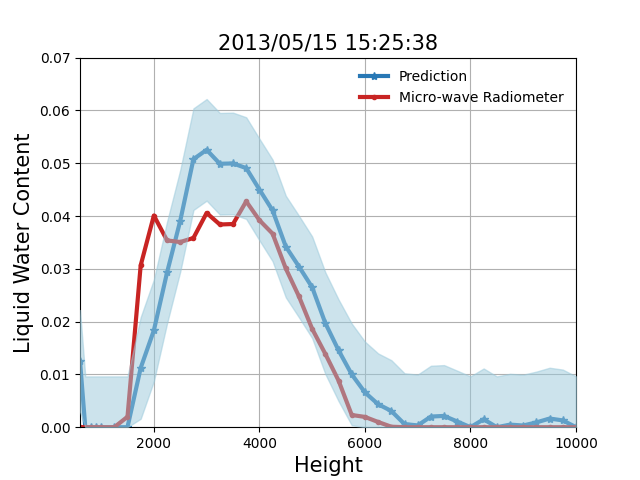 2013/05/15 15:25:38
Prediction
Micro-wave Radiometer
Liquid Water Content
0.07
0.06
0.05
0.04
0.03
0.02
0.01
0.00
2000 4000 6000 8000 10000
Height